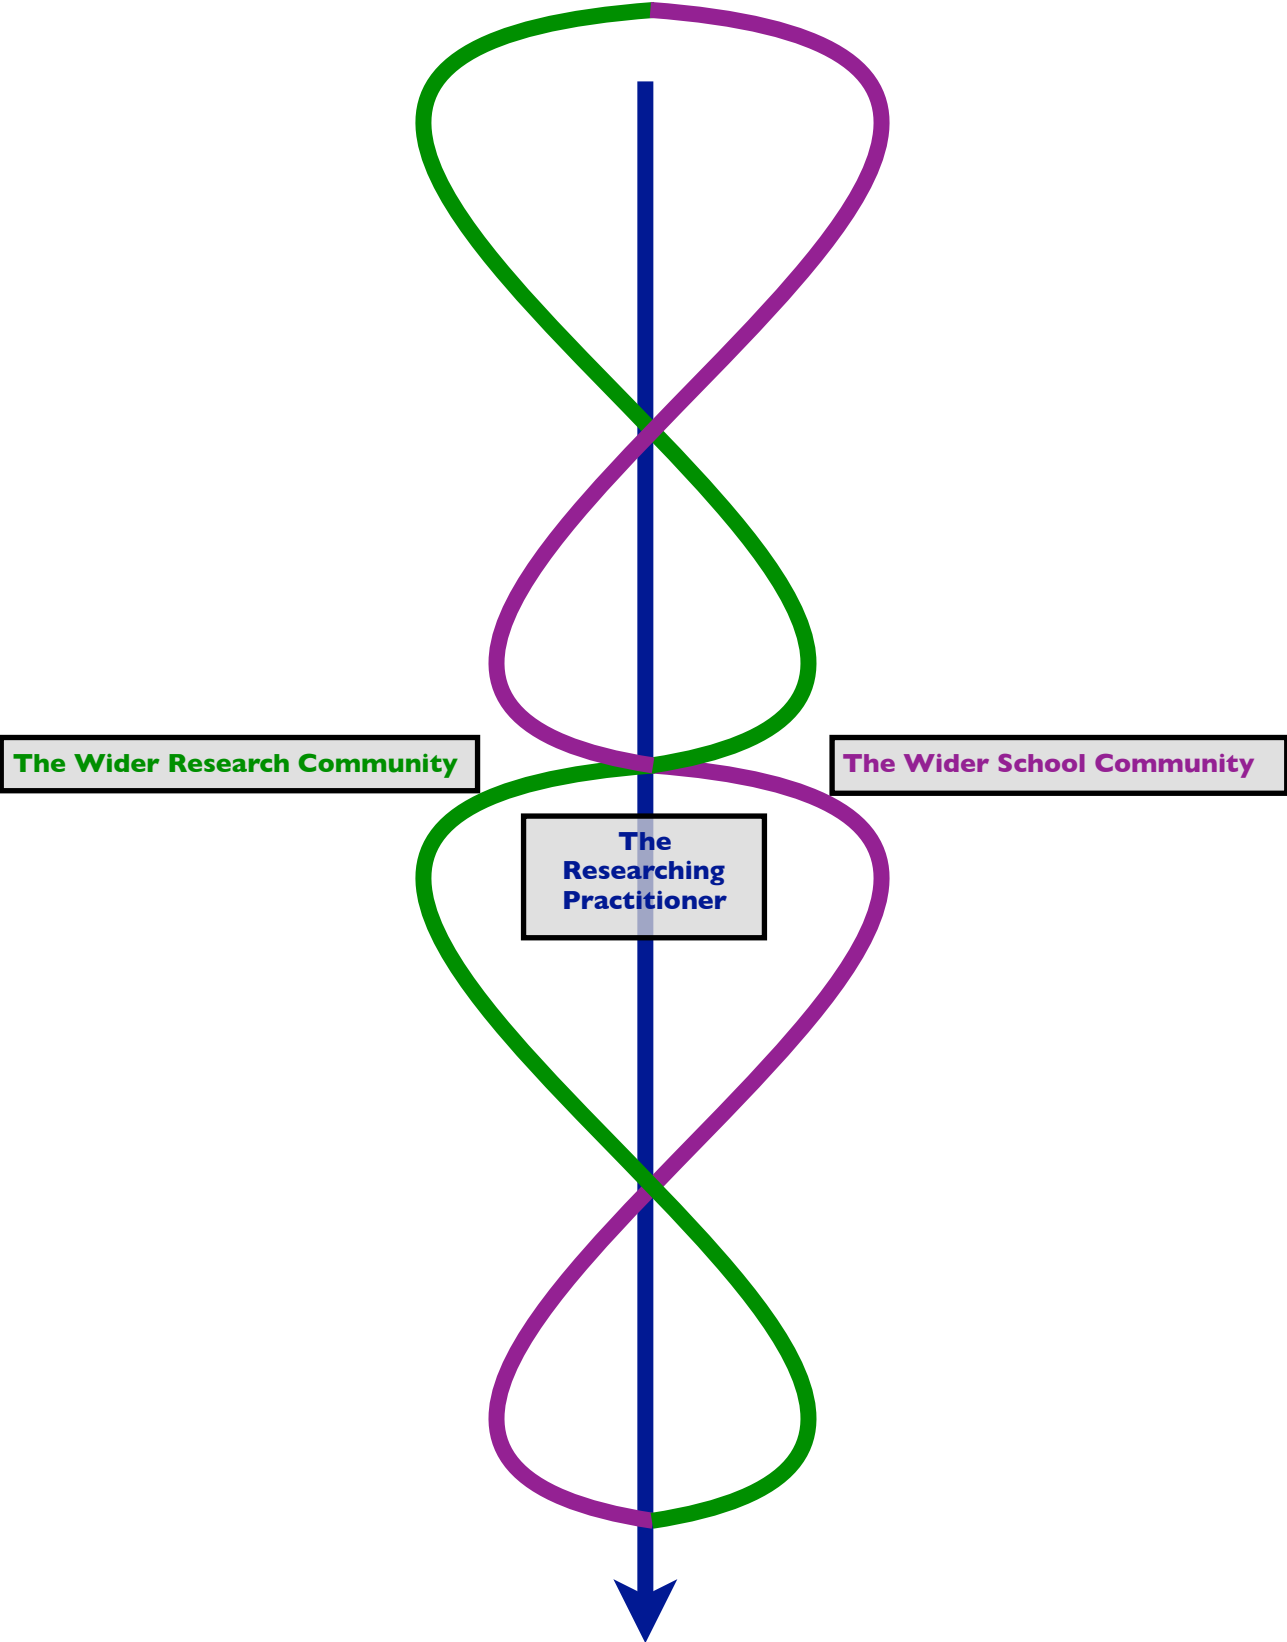 The Wider Research Community
The Wider School Community
The
Researching
Practitioner